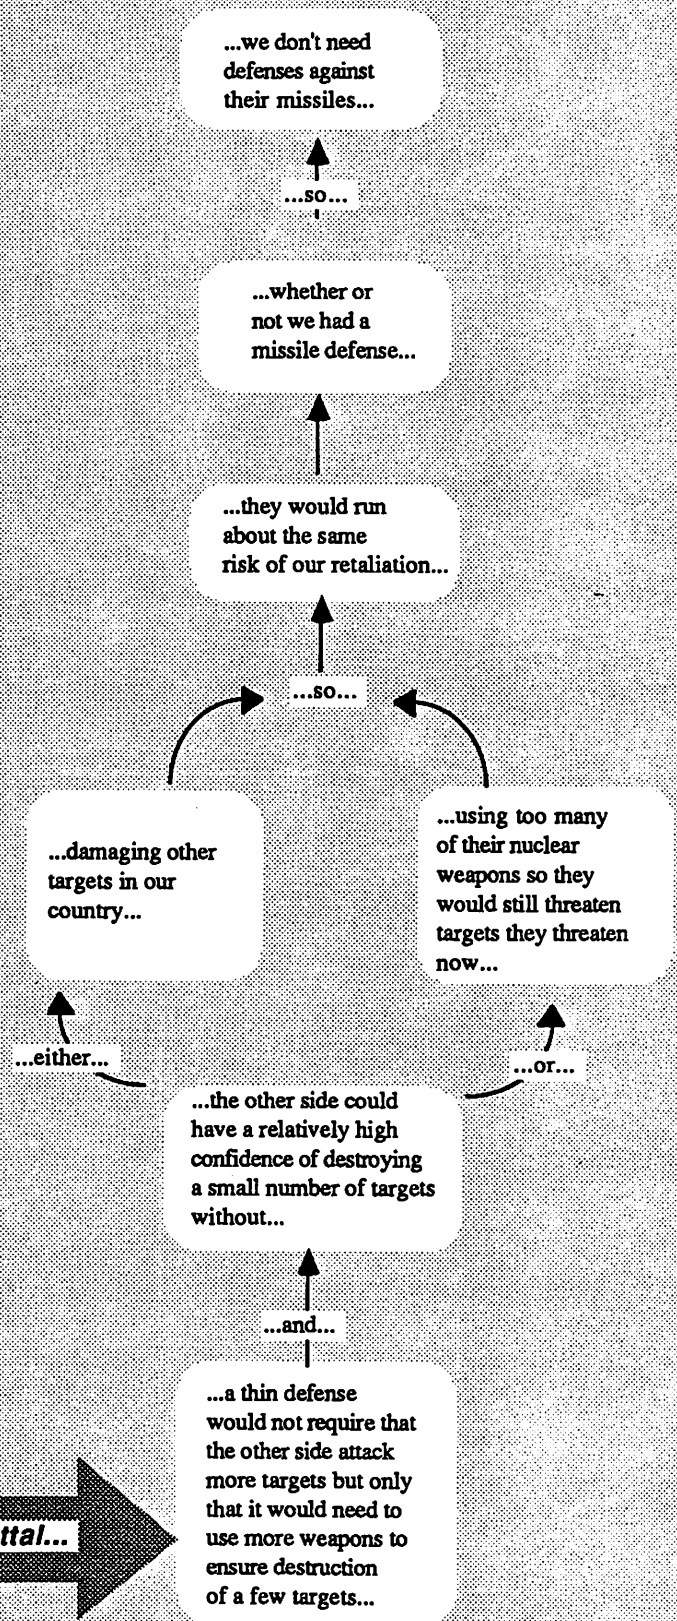 ...we don't need
defenses against
their missiles...
...so...
...whether or
not we had a
missile defense...
...they would run
about the same
risk of our retaliation...
...so...
...damaging other
targets in our
country...
...using too many
of their nuclear
weapons so they
would still threaten
targets they threaten
now...
...either...
...or...
...the other side could
have a relatively high
confidence of destroying
a small number of targets
without...
...and...
...a thin defense
would not require that
the other side attack
more targets but only
that it would need to
use more weapons to
ensure destruction
of a few targets...
ttal...